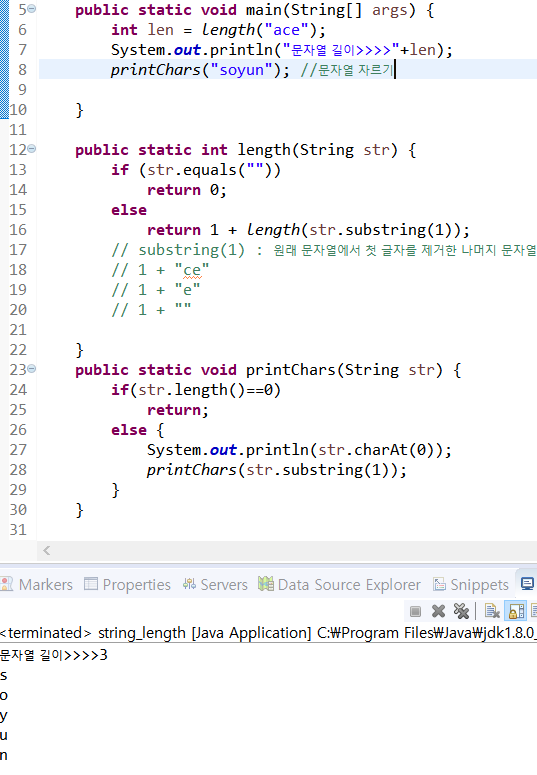 5 public static void main(String[] args) {
6 int len = length("ace");
7 System.out.println("문자열 길이>>>>"+len);
8 printChars("soyun"); //문자열 자르기
9
10 }
11
12 public static int length(String str) {
13 if (str.equals(""))
14 return 0;
15 else
16 return 1 + length(str.substring(1));
17 // substring(1) : 원래 문자열에서 첫 글자를 제거한 나머지 문자열
18 // 1 + "ce"
19 // 1 + "e"
20 // 1 + ""
21
22 }
23 public static void printChars(String str) {
24 if(str.length()==0)
25 return;
26 else {
27 System.out.println(str.charAt(0));
28 printChars(str.substring(1));
29 }
30 }
31
Markers Properties Servers Data Source Explorer Snippets
<terminated> string_length [Java Application] C:₩Program Files₩Java₩jdk1.8.0_
문자열 길이>>>>3
s
o
y
u
n